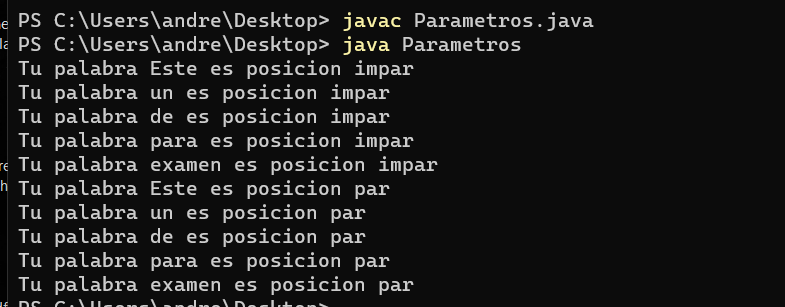 PS C:\Users\andre\Desktop> javac Parametros.java
PS C:\Users\andre\Desktop> java Parametros
Tu palabra Este es posicion impar
Tu palabra un es posicion impar
Tu palabra de es posicion impar
Tu palabra para es posicion impar
Tu palabra examen es posicion impar
Tu palabra Este es posicion par
Tu palabra un es posicion par
Tu palabra de es posicion par
Tu palabra para es posicion par
Tu palabra examen es posicion par
PS C:\Users\andre\Desktop>